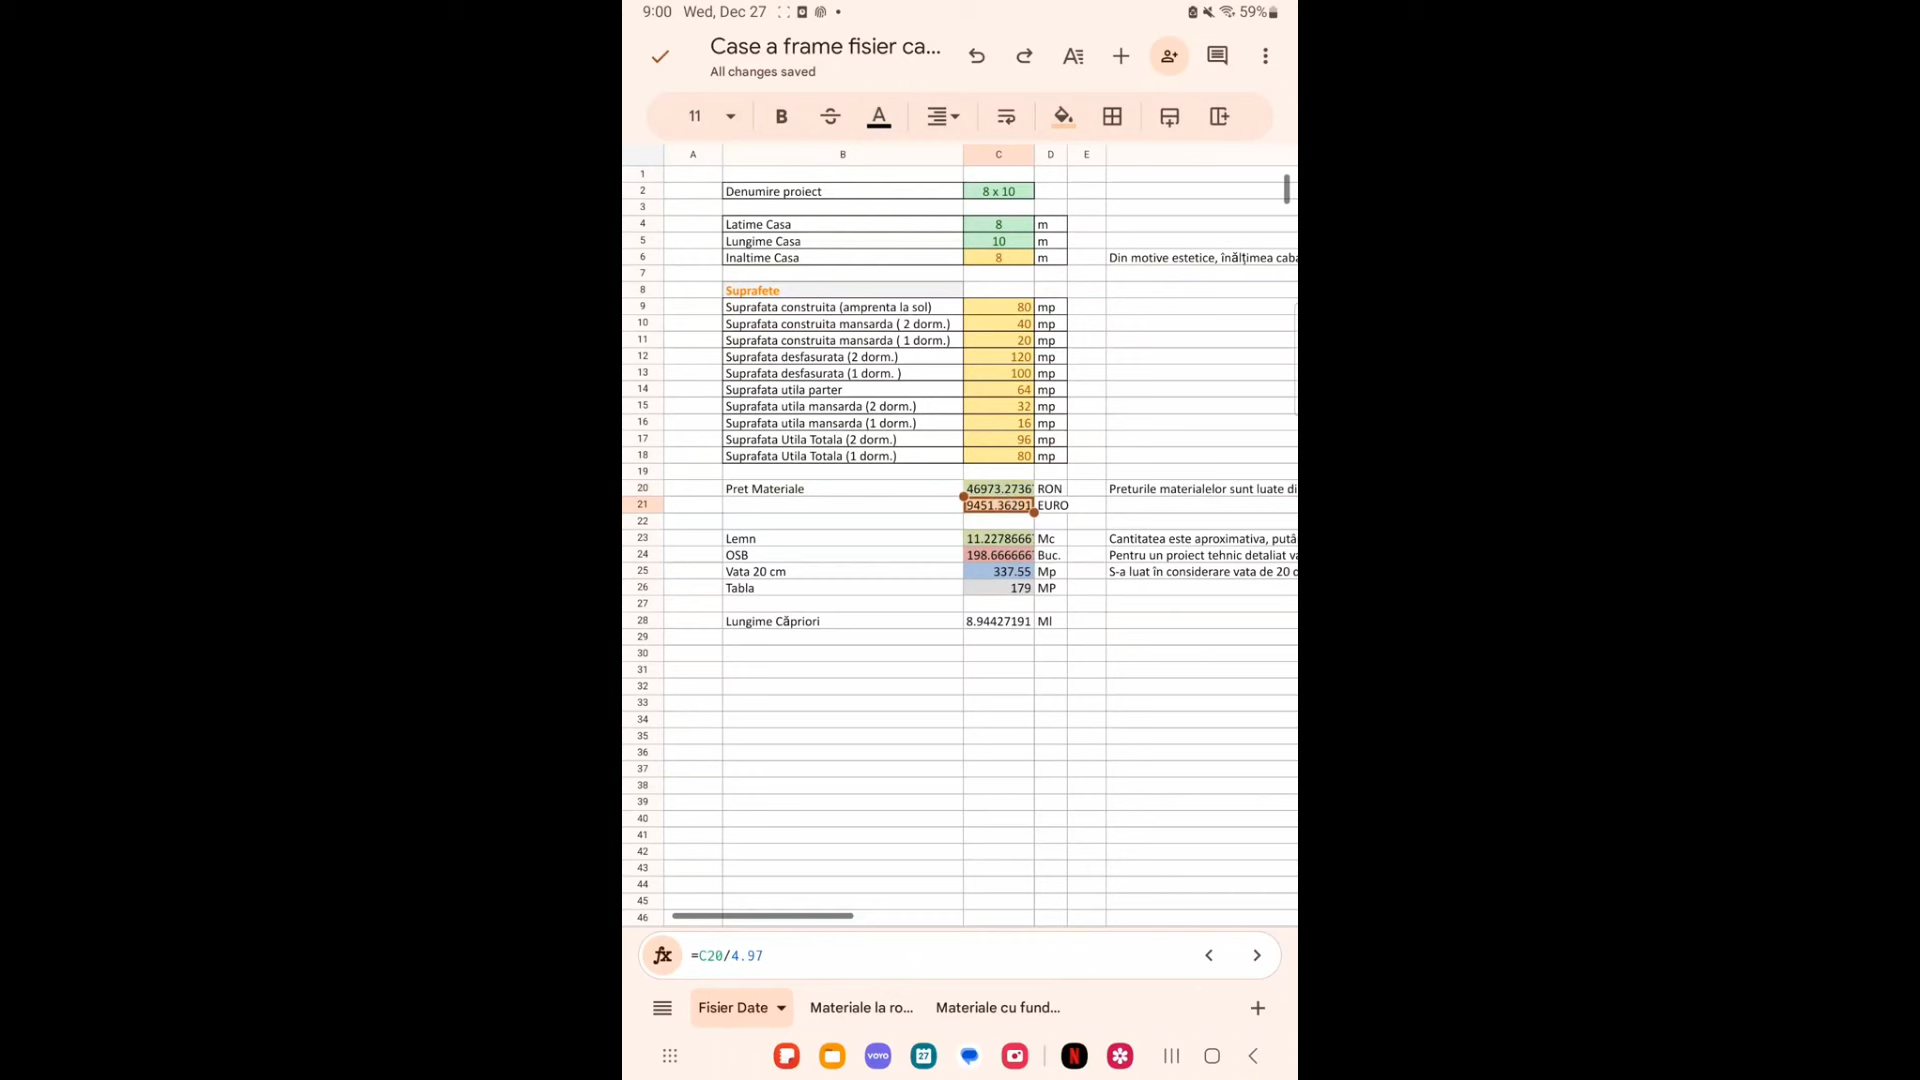 9:00 Wed, Dec 27 59%
Case a frame fisier ca...
All changes saved
11 B S A
A B C D E
1
2 Denumire proiect 8 x 10
3
4 Latime Casa 8 m
5 Lungime Casa 10 m
6 Inaltime Casa 8 m Din motive estetice, înălțimea caba
7
8 Suprafete
9 Suprafata construita (amprenta la sol) 80 mp
10 Suprafata construita mansarda ( 2 dorm.) 40 mp
11 Suprafata construita mansarda ( 1 dorm.) 20 mp
12 Suprafata desfasurata (2 dorm.) 120 mp
13 Suprafata desfasurata (1 dorm. ) 100 mp
14 Suprafata utila parter 64 mp
15 Suprafata utila mansarda (2 dorm.) 32 mp
16 Suprafata utila mansarda (1 dorm.) 16 mp
17 Suprafata Utila Totala (2 dorm.) 96 mp
18 Suprafata Utila Totala (1 dorm.) 80 mp
19
20 Pret Materiale 46973.2736 RON Preturile materialelor sunt luate di
21 9451.36291 EURO
22
23 Lemn 11.2278666 Mc Cantitatea este aproximativa, pută
24 OSB 198.666666 Buc. Pentru un proiect tehnic detaliat va
25 Vata 20 cm 337.55 Mp S-a luat în considerare vata de 20 c
26 Tabla 179 MP
27
28 Lungime Căpriori 8.94427191 Ml
29
30
31
32
33
34
35
36
37
38
39
40
41
42
43
44
45
46
fx =C20/4.97
Fisier Date Materiale la ro... Materiale cu fund...
VOYO 27 N